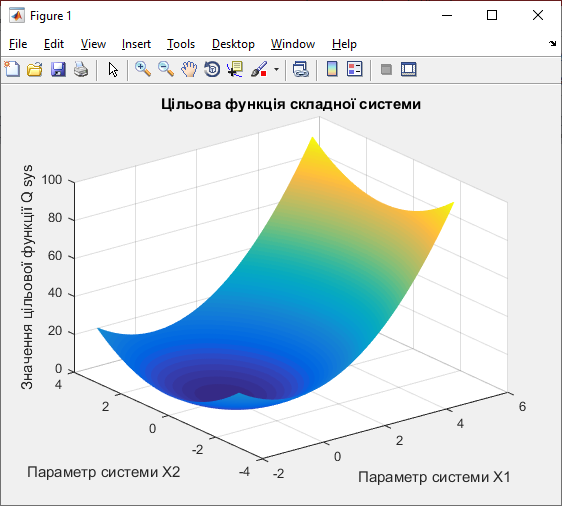 Figure 1
File Edit View Insert Tools Desktop Window Help
Цільова функція складної системи
Значення цільової функції Q sys
100
80
60
40
20
0
4
2
0
-2
-4
-2
0
2
4
6
Параметр системи X2
Параметр системи X1